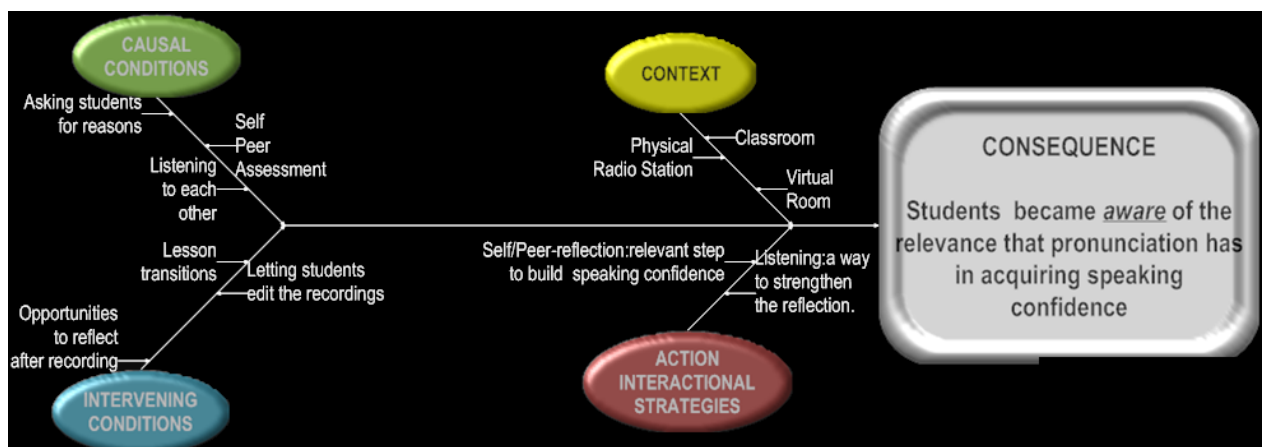 CAUSAL
CONDITIONS
Asking students
for reasons
Self
Peer
Assessment
Listening
to each
other
CONTEXT
Classroom
Physical
Radio Station
Virtual
Room
Lesson
transitions
Letting students
edit the recordings
Opportunities
to reflect
after recording
INTERVENING
CONDITIONS
Self/Peer-reflection:relevant step
to build speaking confidence
Listening:a way
to strengthen
the reflection.
ACTION
INTERACTIONAL
STRATEGIES
CONSEQUENCE
Students became aware of the
relevance that pronunciation has
in acquiring speaking
confidence